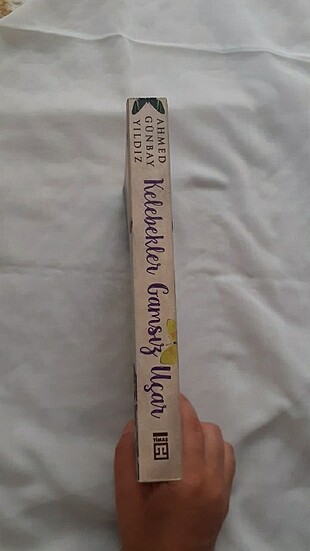 AHMED
GÜNBAY
YILDIZ
Kelebekler Gamsız Uçar
TİMAŞ